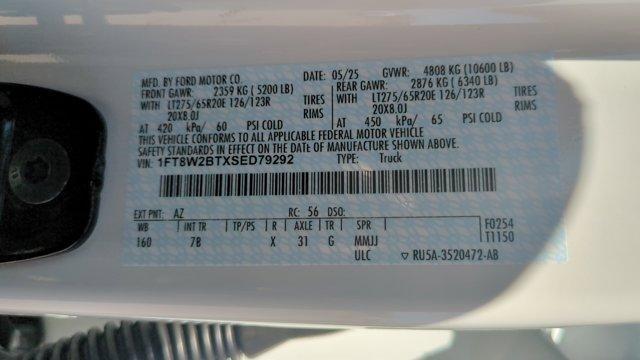 MFD. BY FORD MOTOR CO. DATE: 05/25 GVWR: 4808 KG (10600 LB)
FRONT GAWR: 2359 KG (5200 LB) REAR GAWR: 2876 KG (6340 LB)
WITH LT275/65R20E 126/123R TIRES WITH LT275/65R20E 126/123R TIRES
20X8.0J RIMS 20X8.0J RIMS
AT 420 kPa/ 60 PSI COLD AT 450 kPa/ 65 PSI COLD
THIS VEHICLE CONFORMS TO ALL APPLICABLE FEDERAL MOTOR VEHICLE
SAFETY STANDARDS IN EFFECT ON THE DATE OF MANUFACTURE SHOWN ABOVE.
VIN: 1FT8W2BTXSED79292 TYPE: Truck
EXT PNT: AZ RC: 56 DSO:
WB INT TR TP/PS R AXLE TR SPR F0254
160 7B X 31 G MMJJ T1150
ULC ▽ RU5A-3520472-AB